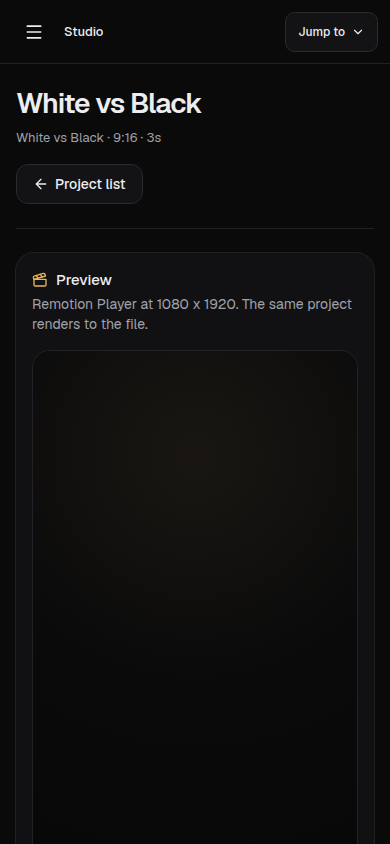 Studio
Jump to
White vs Black
White vs Black · 9:16 · 3s
Project list
Preview
Remotion Player at 1080 x 1920. The same project
renders to the file.